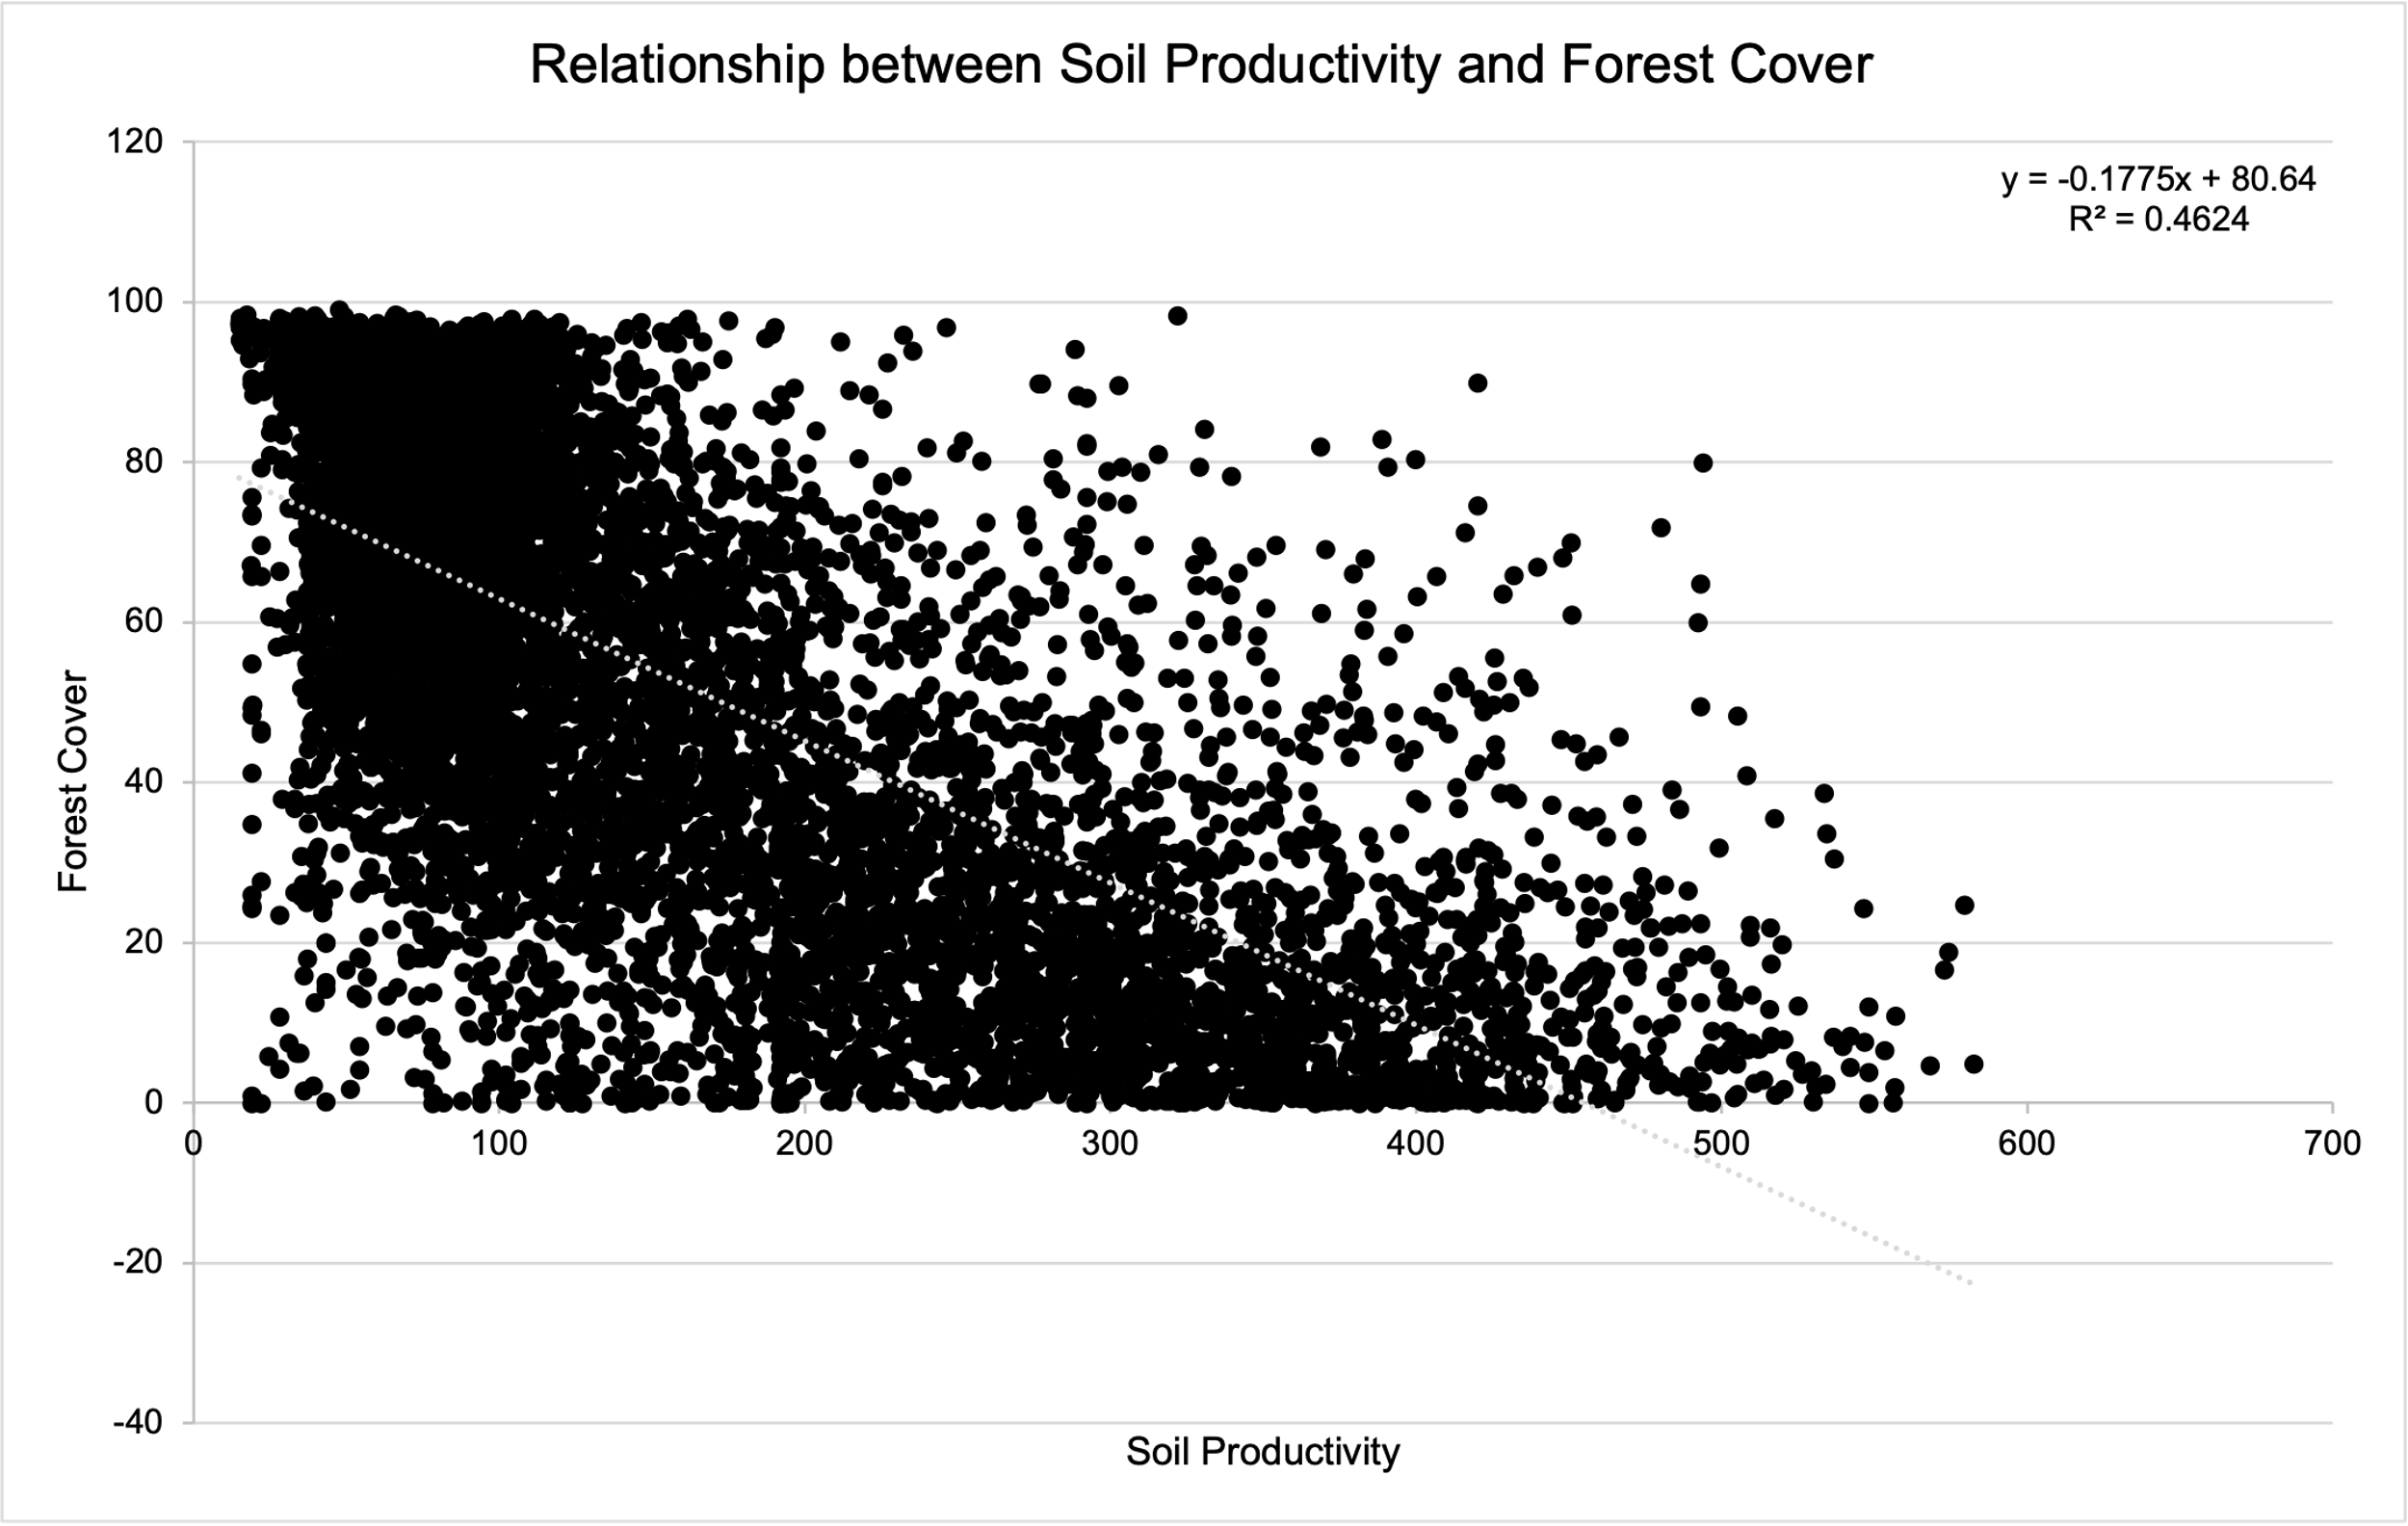 Relationship between Soil Productivity and Forest Cover
y = -0.1775x + 80.64
R² = 0.4624
120
100
80
60
40
20
0
-20
-40
Forest Cover
0 100 200 300 400 500 600 700
Soil Productivity